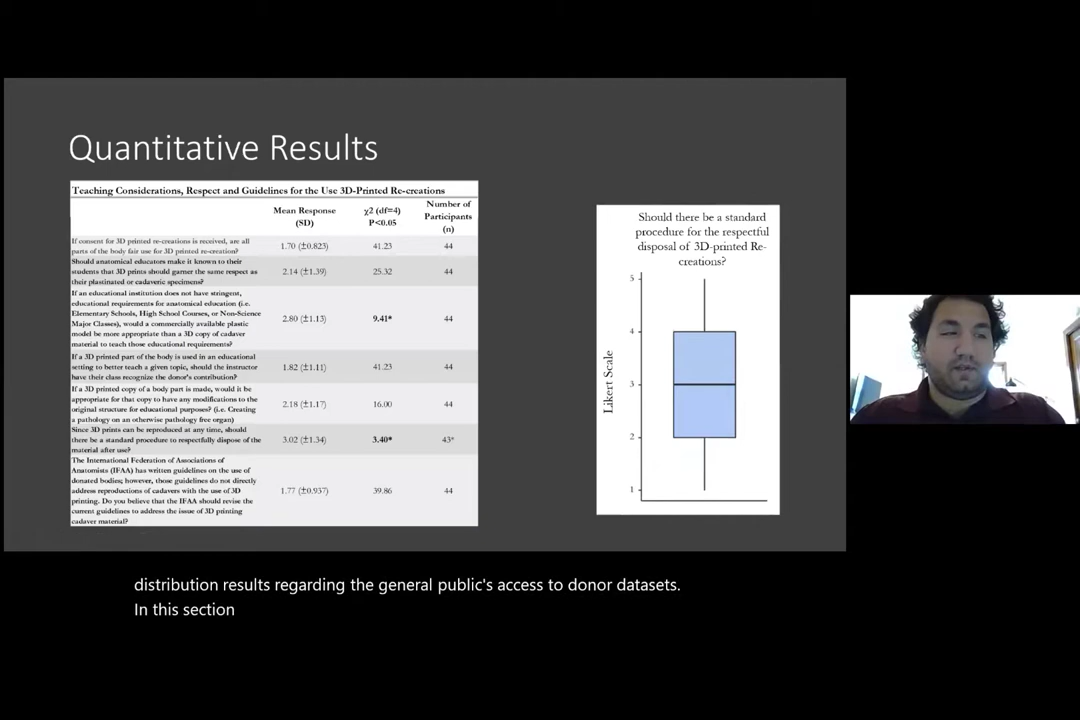 Quantitative Results
Teaching Considerations, Respect and Guidelines for the Use 3D-Printed Re-creations
Mean Response
(SD)
χ2 (df=4)
P<0.05
Number of
Participants
(n)
If consent for 3D printed re-creations is received, are all
parts of the body fair use for 3D printed re-creation?
1.70 (±0.823)
41.23
44
Should anatomical educators make it known to their
students that 3D prints should garner the same respect as
their plastinated or cadaveric specimens?
2.14 (±1.39)
25.32
44
If an educational institution does not have stringent,
educational requirements for anatomical education (i.e.
Elementary Schools, High School Courses, or Non-Science
Major Classes), would a commercially available plastic
model be more appropriate than a 3D copy of cadaver
material to teach those educational requirements?
2.80 (±1.13)
9.41*
44
If a 3D printed part of the body is used in an educational
setting to better teach a given topic, should the instructor
have their class recognize the donor's contribution?
1.82 (±1.11)
41.23
44
If a 3D printed copy of a body part is made, would it be
appropriate for that copy to have any modifications to the
original structure for educational purposes? (i.e. Creating
a pathology on an otherwise pathology free organ)
2.18 (±1.17)
16.00
44
Since 3D prints can be reproduced at any time, should
there be a standard procedure to respectfully dispose of the
material after use?
3.02 (±1.34)
3.40*
43*
The International Federation of Associations of
Anatomists (IFAA) has written guidelines on the use of
donated bodies; however, those guidelines do not directly
address reproductions of cadavers with the use of 3D
printing. Do you believe that the IFAA should revise the
current guidelines to address the issue of 3D printing
cadaver material?
1.77 (±0.937)
39.86
44
Should there be a standard
procedure for the respectful
disposal of 3D-printed Re-
creations?
Likert Scale
5
4
3
2
1
distribution results regarding the general public's access to donor datasets.
In this section